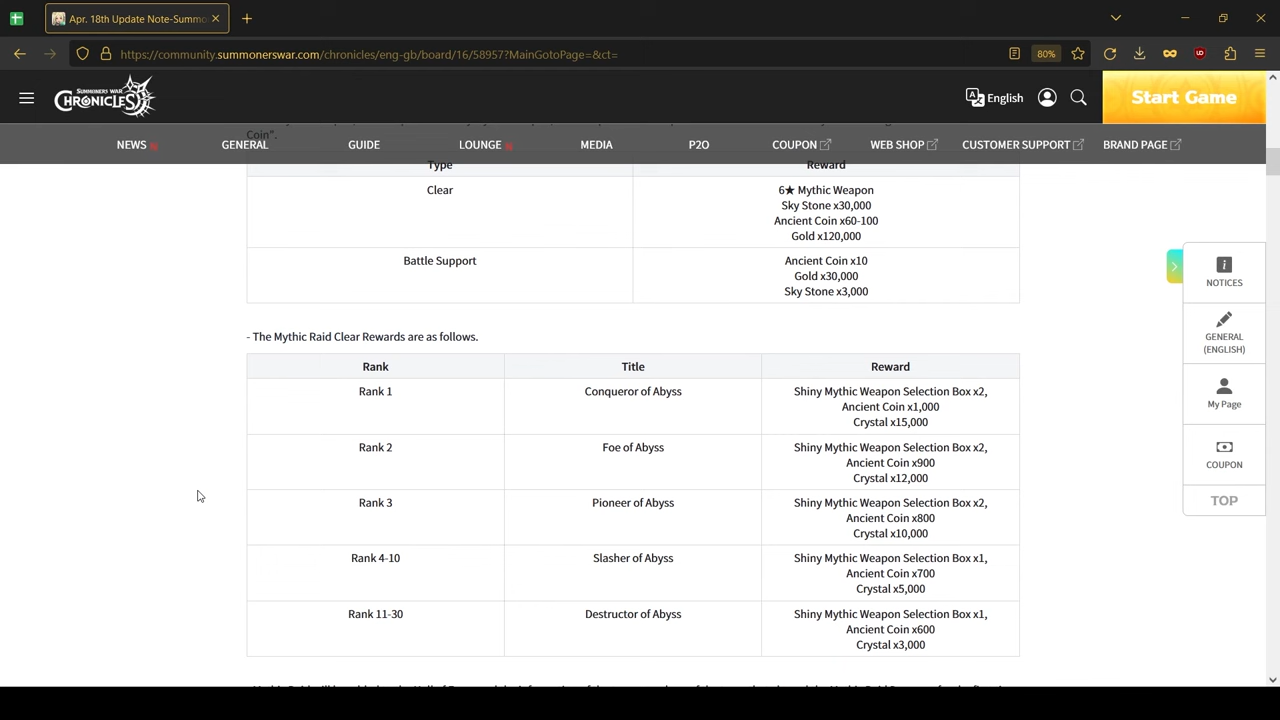 Apr. 18th Update Note-Summo
https://community.summonerswar.com/chronicles/eng-gb/board/16/58957?MainGotoPage=&ct=
80%
SUMMONERS WAR
CHRONICLES
English
Start Game
Coin".
NEWS
GENERAL
GUIDE
LOUNGE
MEDIA
P2O
COUPON
WEB SHOP
CUSTOMER SUPPORT
BRAND PAGE
Type
Reward
Clear
6★ Mythic Weapon
Sky Stone x30,000
Ancient Coin x60-100
Gold x120,000
Battle Support
Ancient Coin x10
Gold x30,000
Sky Stone x3,000
- The Mythic Raid Clear Rewards are as follows.
Rank
Title
Reward
Rank 1
Conqueror of Abyss
Shiny Mythic Weapon Selection Box x2,
Ancient Coin x1,000
Crystal x15,000
Rank 2
Foe of Abyss
Shiny Mythic Weapon Selection Box x2,
Ancient Coin x900
Crystal x12,000
Rank 3
Pioneer of Abyss
Shiny Mythic Weapon Selection Box x2,
Ancient Coin x800
Crystal x10,000
Rank 4-10
Slasher of Abyss
Shiny Mythic Weapon Selection Box x1,
Ancient Coin x700
Crystal x5,000
Rank 11-30
Destructor of Abyss
Shiny Mythic Weapon Selection Box x1,
Ancient Coin x600
Crystal x3,000
NOTICES
GENERAL
(ENGLISH)
My Page
COUPON
TOP